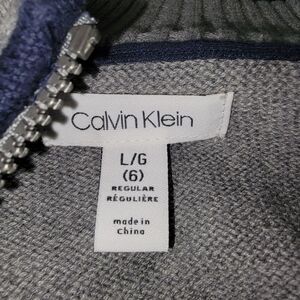 Calvin Klein
L/G
(6)
REGULAR
RÉGULIÈRE
made in
China